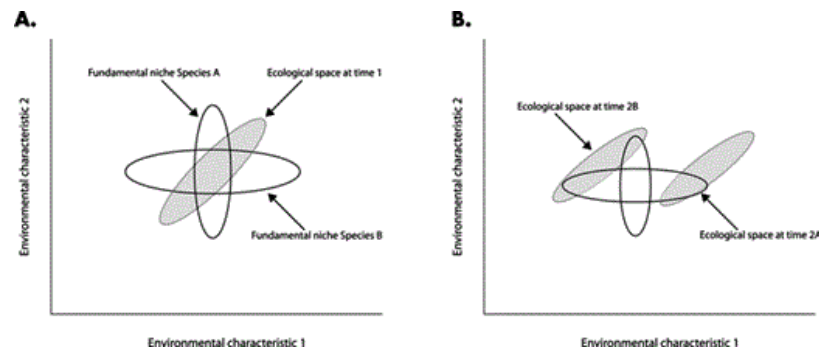 A.
Fundamental niche Species A
Ecological space at time 1
Fundamental niche Species B
Environmental characteristic 2
Environmental characteristic 1
B.
Ecological space at time 2B
Ecological space at time 2A
Environmental characteristic 2
Environmental characteristic 1